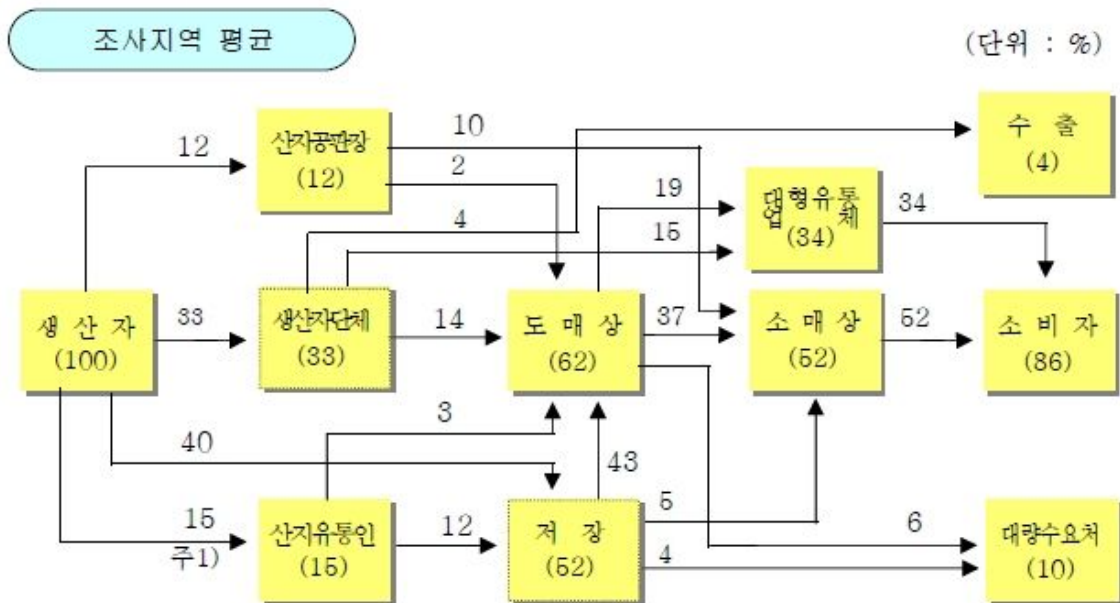 조사지역 평균
(단위 : %)
12
산지공판장
(12)
10
2
수 출
(4)
4
19
15
대형유통
업 체
(34)
34
생 산 자
(100)
33
생산자단체
(33)
14
도 매 상
(62)
37
소 매 상
(52)
52
소 비 자
(86)
40
3
43
5
6
15
주1)
산지유통인
(15)
12
저 장
(52)
4
대량수요처
(10)